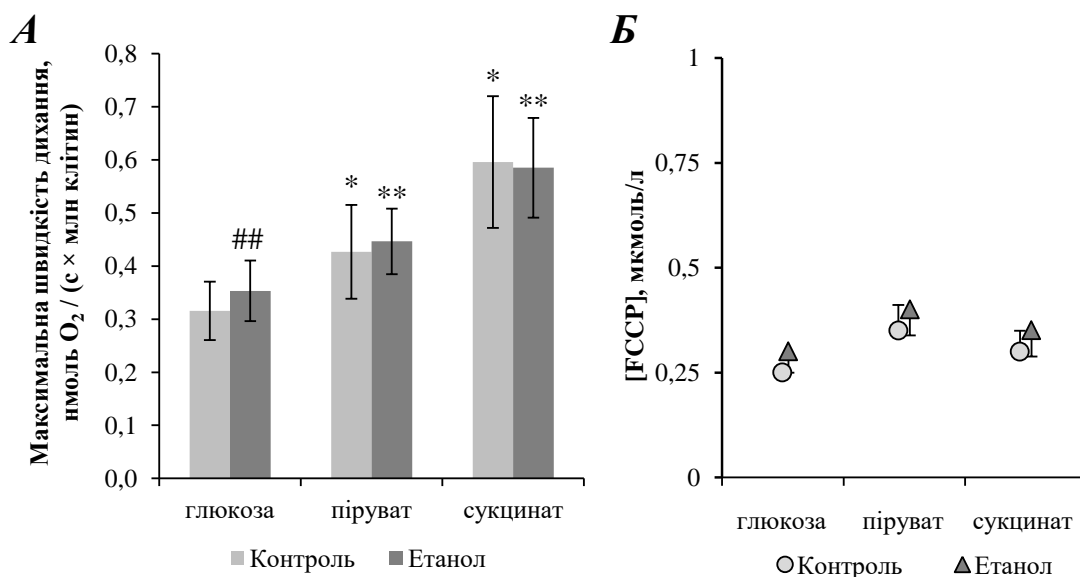 А
Максимальна швидкість дихання,
нмоль O₂ / (с × млн клітин)
0,8
0,7
0,6
0,5
0,4
0,3
0,2
0,1
0,0
##
*
**
*
**
глюкоза
піруват
сукцинат
Контроль
Етанол
Б
[FCCP], мкмоль/л
1
0,75
0,5
0,25
0
глюкоза
піруват
сукцинат
Контроль
Етанол